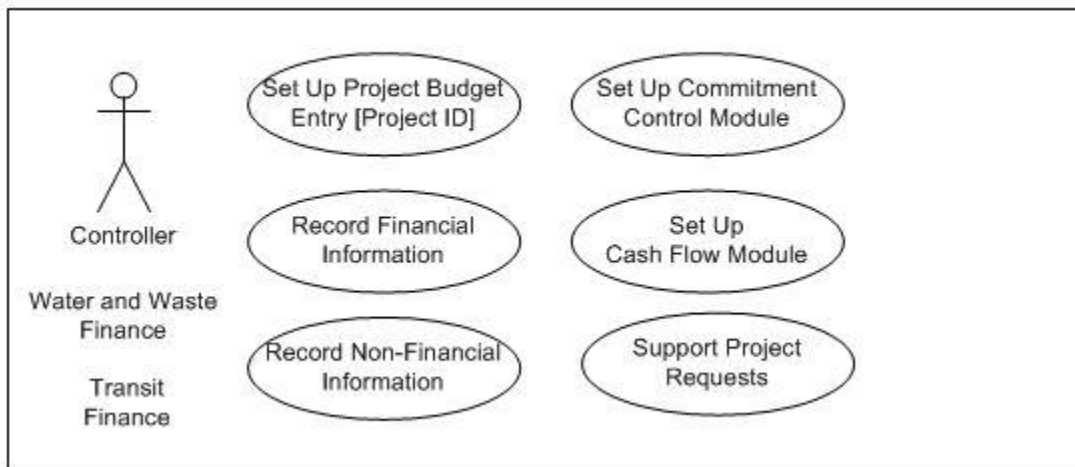 Set Up Project Budget
Entry [Project ID]
Set Up Commitment
Control Module
Controller
Record Financial
Information
Set Up
Cash Flow Module
Water and Waste
Finance
Record Non-Financial
Information
Support Project
Requests
Transit
Finance